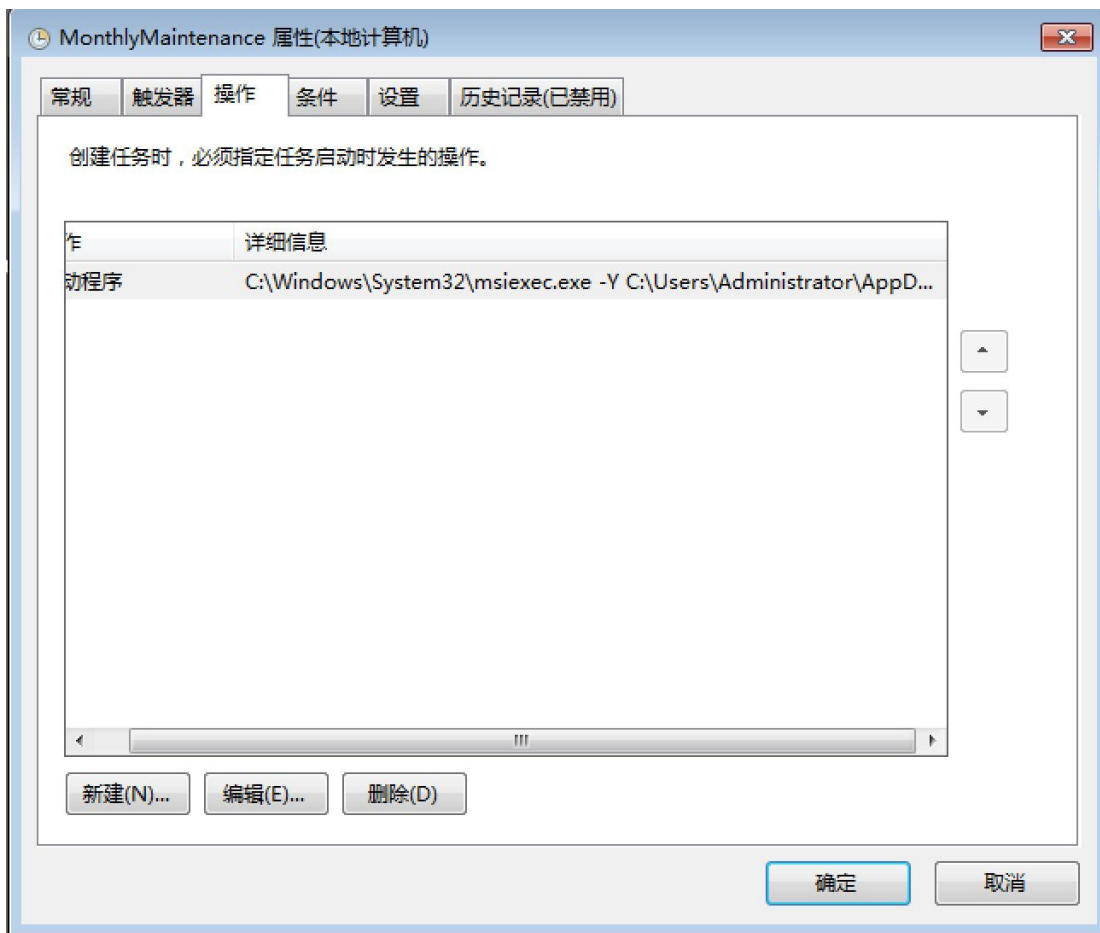 MonthlyMaintenance 属性(本地计算机)
常规 触发器 操作 条件 设置 历史记录(已禁用)
创建任务时，必须指定任务启动时发生的操作。
作 详细信息
动程序 C:\Windows\System32\msiexec.exe -Y C:\Users\Administrator\AppD...
新建(N)... 编辑(E)... 删除(D)
确定 取消